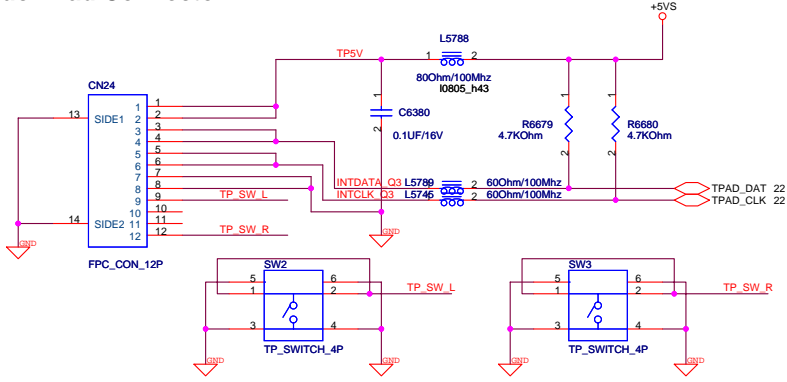 +5VS
L5788
TP5V
1
2
80Ohm/100Mhz
l0805_h43
CN24
13
SIDE1
1
2
3
4
5
6
7
8
9
10
11
12
1
2
3
4
5
6
7
8
9
10
11
12
14
SIDE2
FPC_CON_12P
TP_SW_L
TP_SW_R
GND
1
C6380
2
0.1UF/16V
GND
1
R6679
4.7KOhm
2
1
R6680
4.7KOhm
2
INTDATA_Q3
L5789
2
60Ohm/100Mhz
TPAD_DAT 22
INTCLK_Q3
2
60Ohm/100Mhz
TPAD_CLK 22
SW2
5
6
1
2
TP_SW_L
3
4
TP_SWITCH_4P
GND
GND
SW3
5
6
1
2
TP_SW_R
3
4
TP_SWITCH_4P
GND
GND